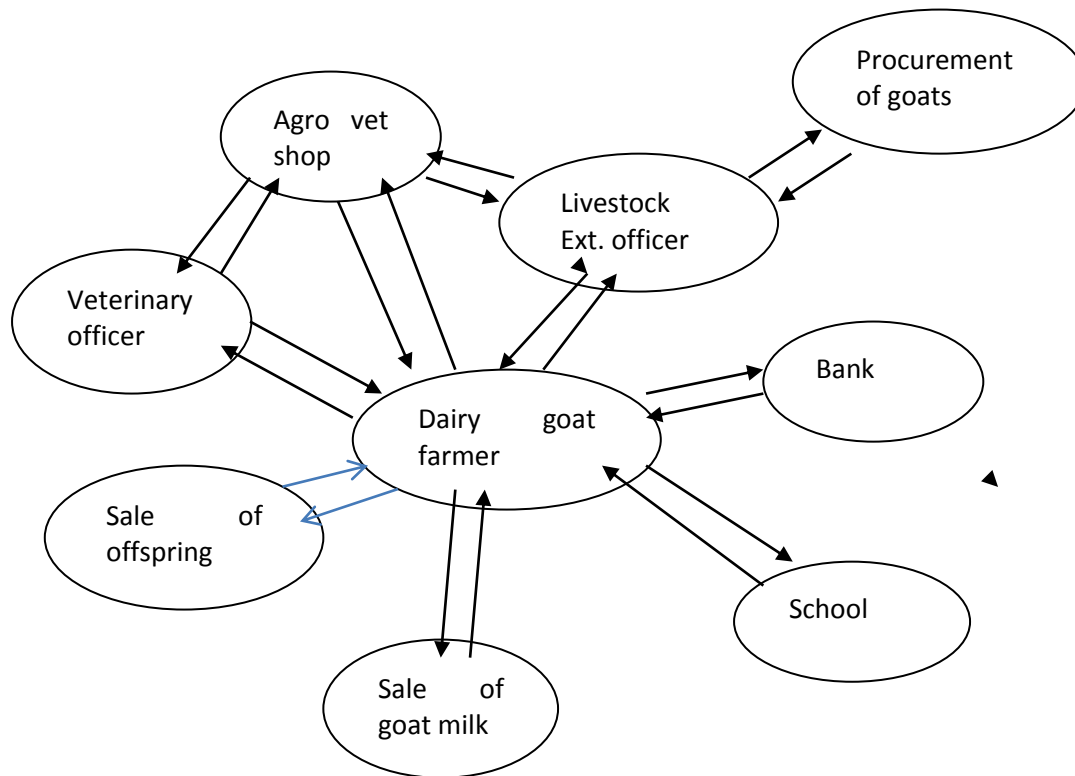 Procurement
of goats
Agro vet
shop
Livestock
Ext. officer
Veterinary
officer
Bank
Dairy goat
farmer
Sale of
offspring
School
Sale of
goat milk